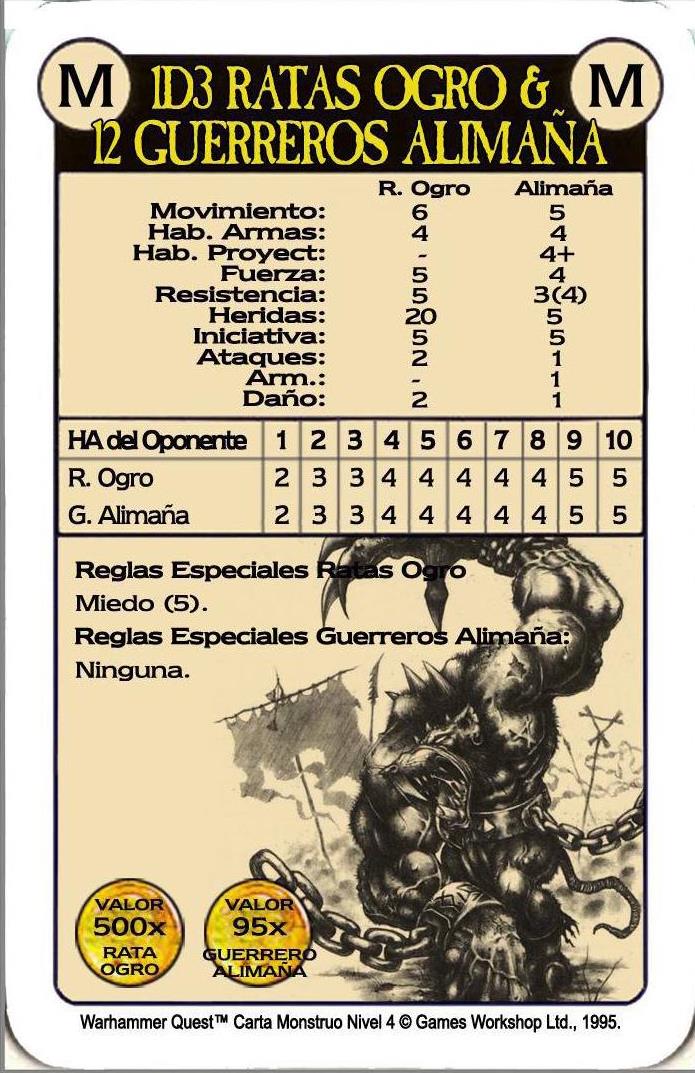 M 1D3 RATAS OGRO & M
12 GUERREROS ALIMAÑA
R. Ogro Alimaña
Movimiento: 6 5
Hab. Armas: 4 4
Hab. Proyect: - 4+
Fuerza: 5 4
Resistencia: 5 3(4)
Heridas: 20 5
Iniciativa: 5 5
Ataques: 2 1
Arm.: - 1
Daño: 2 1
HA del Oponente 1 2 3 4 5 6 7 8 9 10
R. Ogro 2 3 3 4 4 4 4 4 5 5
G. Alimaña 2 3 3 4 4 4 4 4 5 5
Reglas Especiales Ratas Ogro
Miedo (5).
Reglas Especiales Guerreros Alimaña:
Ninguna.
VALOR
500x
RATA
OGRO
VALOR
95x
GUERRERO
ALIMAÑA
Warhammer Quest™ Carta Monstruo Nivel 4 © Games Workshop Ltd., 1995.